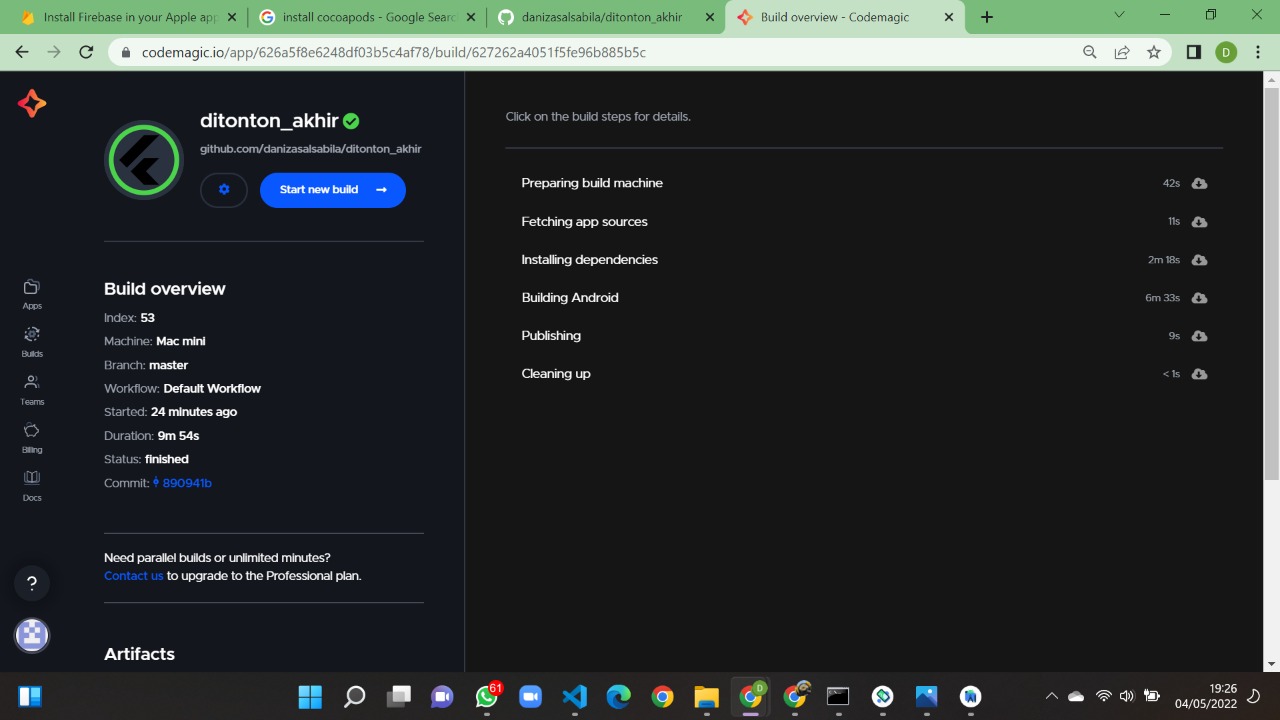 Install Firebase in your Apple app
install cocoapods - Google Searc
danizasalsabila/ditonton_akhir
Build overview - Codemagic
codemagic.io/app/626a5f8e6248df03b5c4af78/build/627262a4051f5fe96b885b5c
D
ditonton_akhir
github.com/danizasalsabila/ditonton_akhir
Start new build
Build overview
Index: 53
Machine: Mac mini
Branch: master
Workflow: Default Workflow
Started: 24 minutes ago
Duration: 9m 54s
Status: finished
Commit: 890941b
Need parallel builds or unlimited minutes?
Contact us to upgrade to the Professional plan.
Artifacts
Apps
Builds
Teams
Billing
Docs
?
Click on the build steps for details.
Preparing build machine 42s
Fetching app sources 11s
Installing dependencies 2m 18s
Building Android 6m 33s
Publishing 9s
Cleaning up < 1s
61
D
19:26
04/05/2022